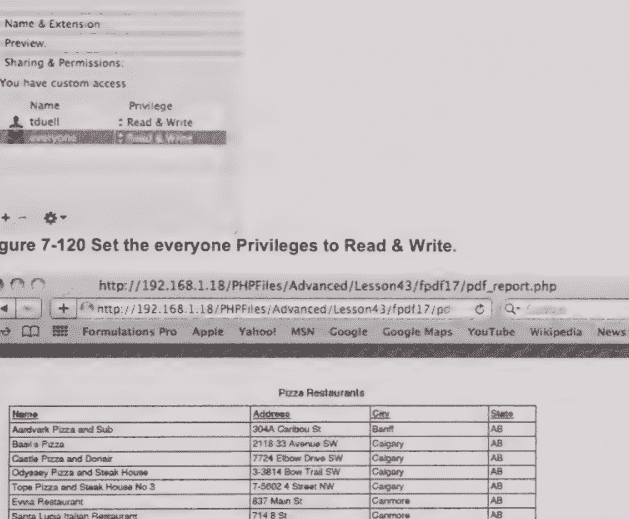 Name & Extension
Preview:
Sharing & Permissions:
You have custom access
Name Privilege
tduell Read & Write
everyone Read & Write
+ −
gure 7-120 Set the everyone Privileges to Read & Write.
http://192.168.1.18/PHPFiles/Advanced/Lesson43/fpdf17/pdf_report.php
+ http://192.168.1.18/PHPFiles/Advanced/Lesson43/fpdf17/pc
Formulations Pro Apple Yahoo! MSN Google Google Maps YouTube Wikipedia News
Pizza Restaurants
Name Address City State
Aardvark Pizza and Sub 304A Caribou St Banff AB
Basil s Pizza 2118 33 Avenue SW Calgary AB
Castle Pizza and Donair 7724 Elbow Drive SW Calgary AB
Odyssey Pizza and Steak House 3-3814 Bow Trail SW Calgary AB
Tope Pizza and Steak House No 3 7-5602 4 Street NW Calgary AB
Evvia Restaurant 837 Main St Canmore AB
Santa Lucia Italian Restaurant 714 8 St Canmore AB